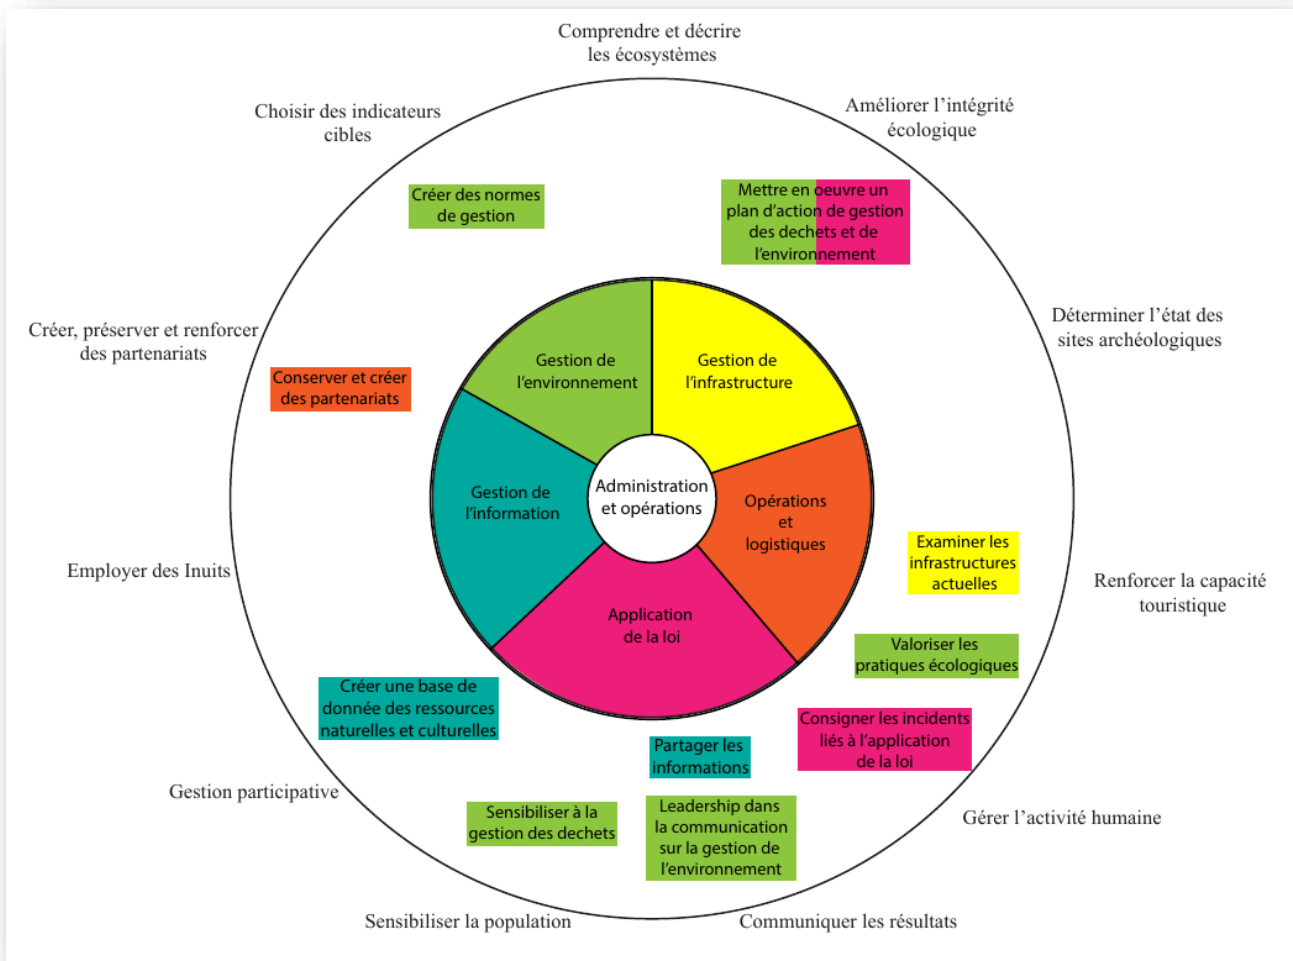 Comprendre et décrire
les écosystèmes
Choisir des indicateurs
cibles
Améliorer l’intégrité
écologique
Créer des normes
de gestion
Mettre en oeuvre un
plan d’action de gestion
des dechets et de
l’environnement
Créer, préserver et renforcer
des partenariats
Déterminer l’état des
sites archéologiques
Conserver et créer
des partenariats
Gestion de
l’environnement
Gestion de
l’infrastructure
Gestion de
l’information
Administration
et opérations
Opérations
et
logistiques
Application
de la loi
Employer des Inuits
Examiner les
infrastructures
actuelles
Renforcer la capacité
touristique
Valoriser les
pratiques écologiques
Créer une base de
donnée des ressources
naturelles et culturelles
Consigner les incidents
liés à l’application
de la loi
Partager les
informations
Gestion participative
Sensibiliser à la
gestion des dechets
Leadership dans
la communication
sur la gestion de
l’environnement
Gérer l’activité humaine
Sensibiliser la population
Communiquer les résultats